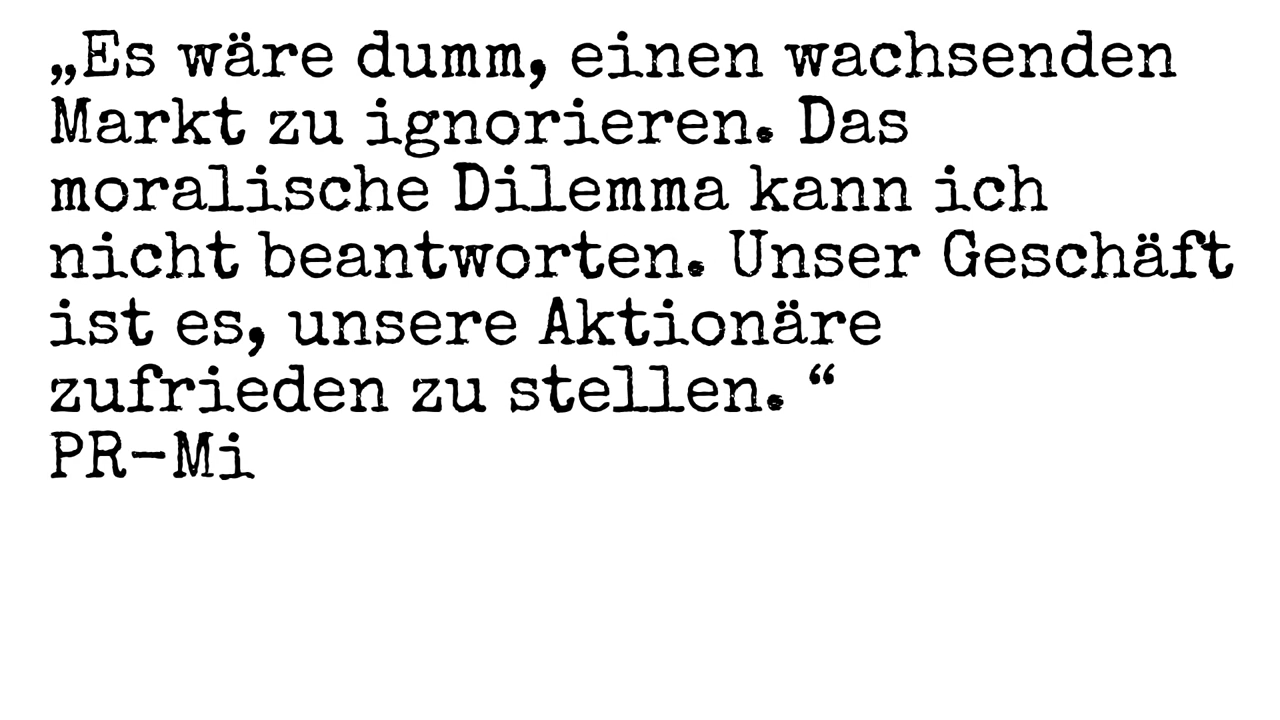 „Es wäre dumm, einen wachsenden
Markt zu ignorieren. Das
moralische Dilemma kann ich
nicht beantworten. Unser Geschäft
ist es, unsere Aktionäre
zufrieden zu stellen. “
PR-Mi